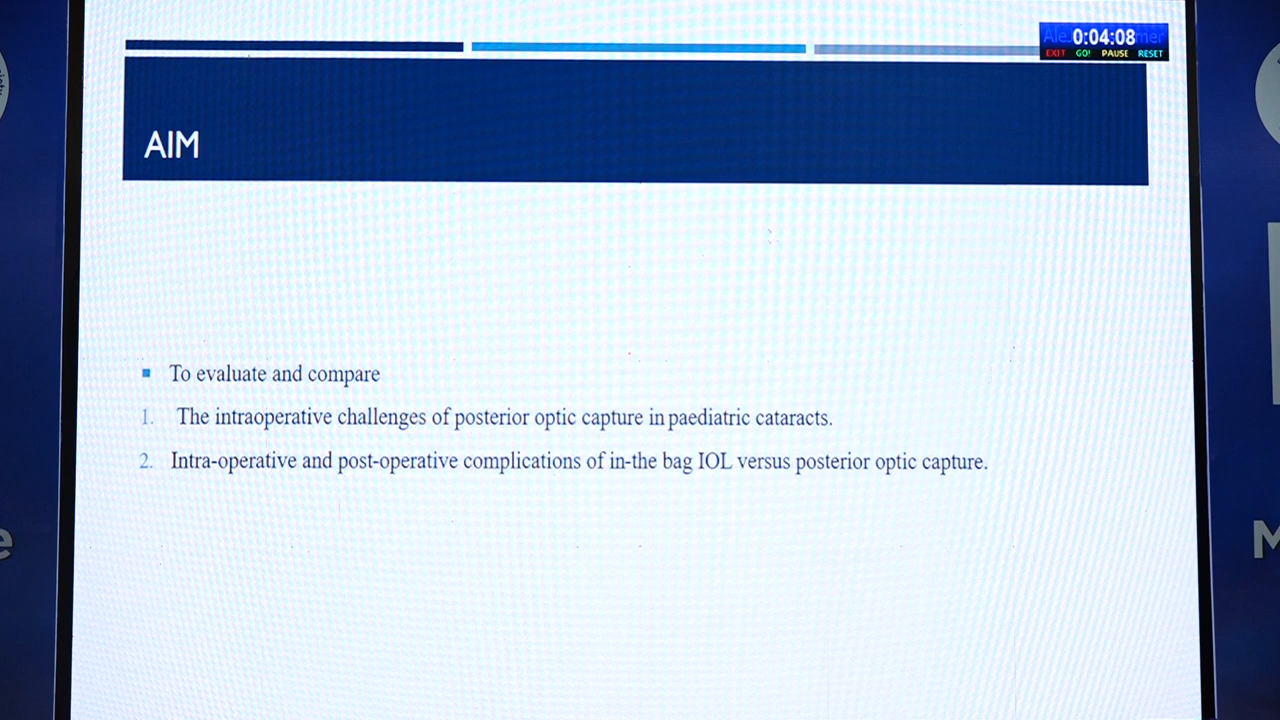 0:04:08
EXIT GO! PAUSE RESET
AIM
To evaluate and compare
1. The intraoperative challenges of posterior optic capture in paediatric cataracts.
2. Intra-operative and post-operative complications of in-the bag IOL versus posterior optic capture.